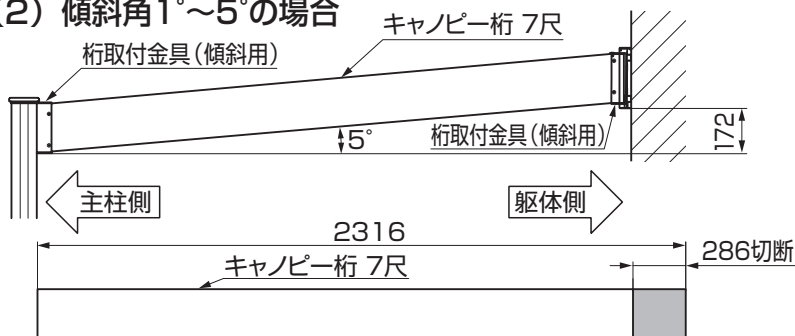 (2)傾斜角1°~5°の場合
キャノピー桁 7尺
桁取付金具(傾斜用)
5°
桁取付金具(傾斜用)
172
主柱側
躯体側
2316
286切断
キャノピー桁 7尺